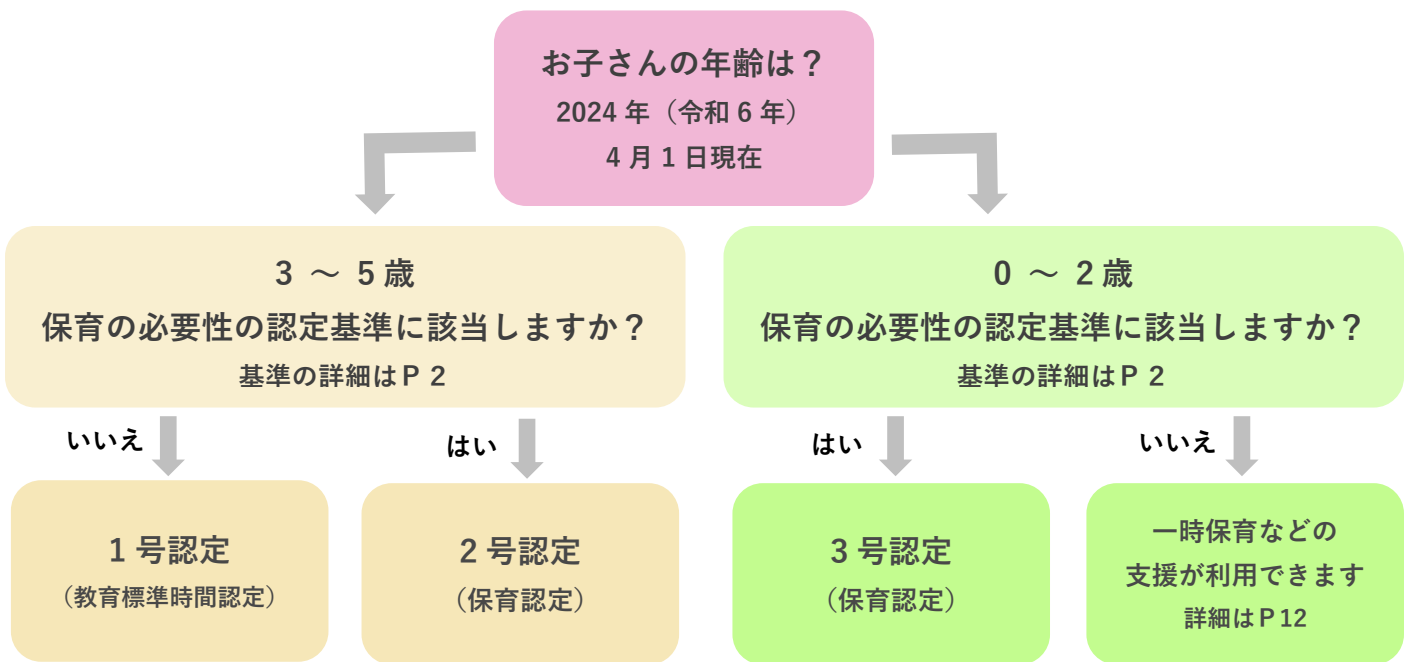 お子さんの年齢は？
2024 年（令和 6 年）
4 月 1 日現在
3 ～ 5 歳
保育の必要性の認定基準に該当しますか？
基準の詳細はＰ 2
0 ～ 2 歳
保育の必要性の認定基準に該当しますか？
基準の詳細はＰ 2
いいえ
はい
はい
いいえ
1 号認定
（教育標準時間認定）
2 号認定
（保育認定）
3 号認定
（保育認定）
一時保育などの
支援が利用できます
詳細はＰ12